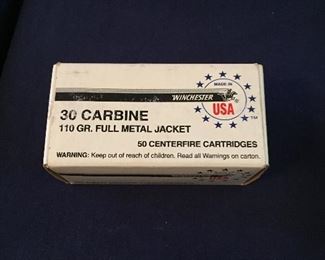 MADE IN
WINCHESTER
USA
TM
30 CARBINE
110 GR. FULL METAL JACKET
50 CENTERFIRE CARTRIDGES
WARNING: Keep out of reach of children. Read all Warnings on carton.